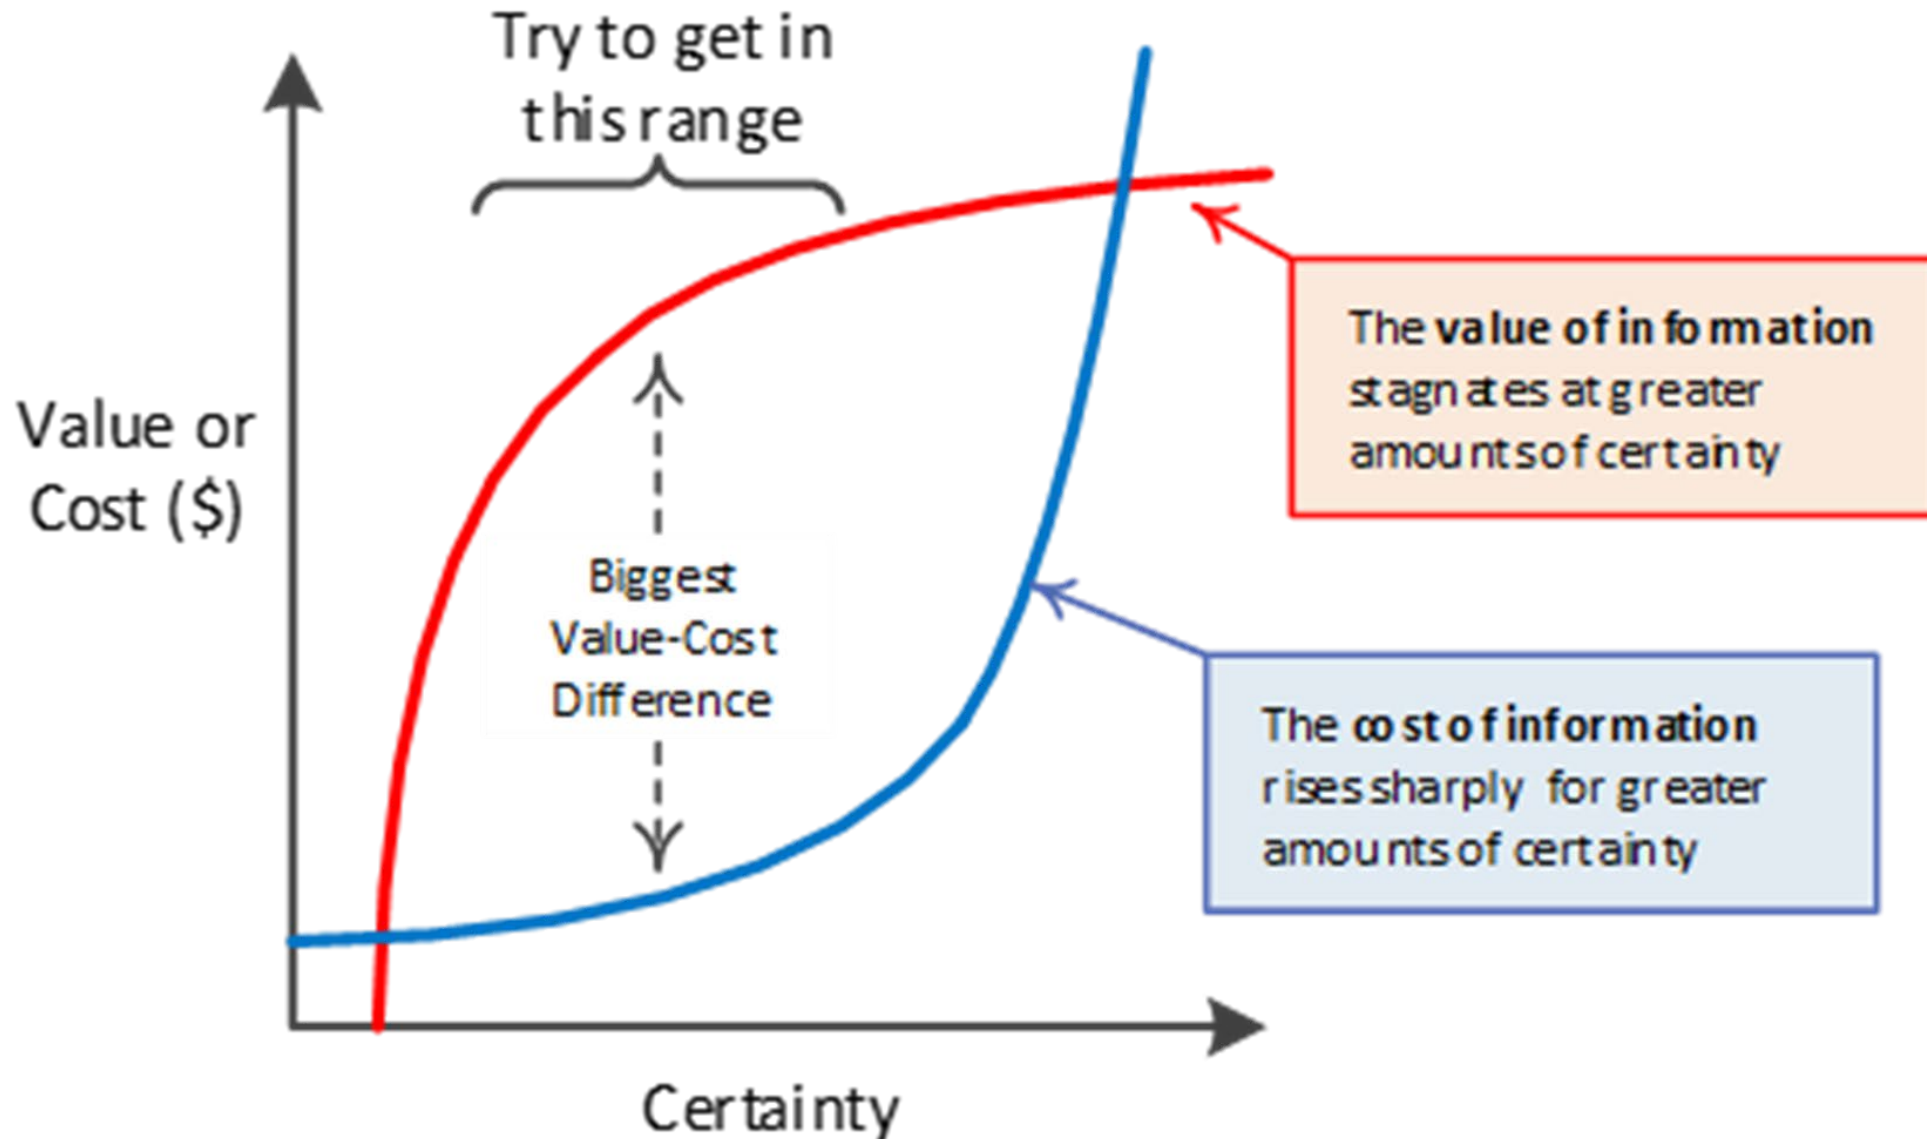 Try to get in
this range
Value or
Cost ($)
Biggest
Value-Cost
Difference
The value of information
stagnates at greater
amounts of certainty
The cost of information
rises sharply for greater
amounts of certainty
Certainty